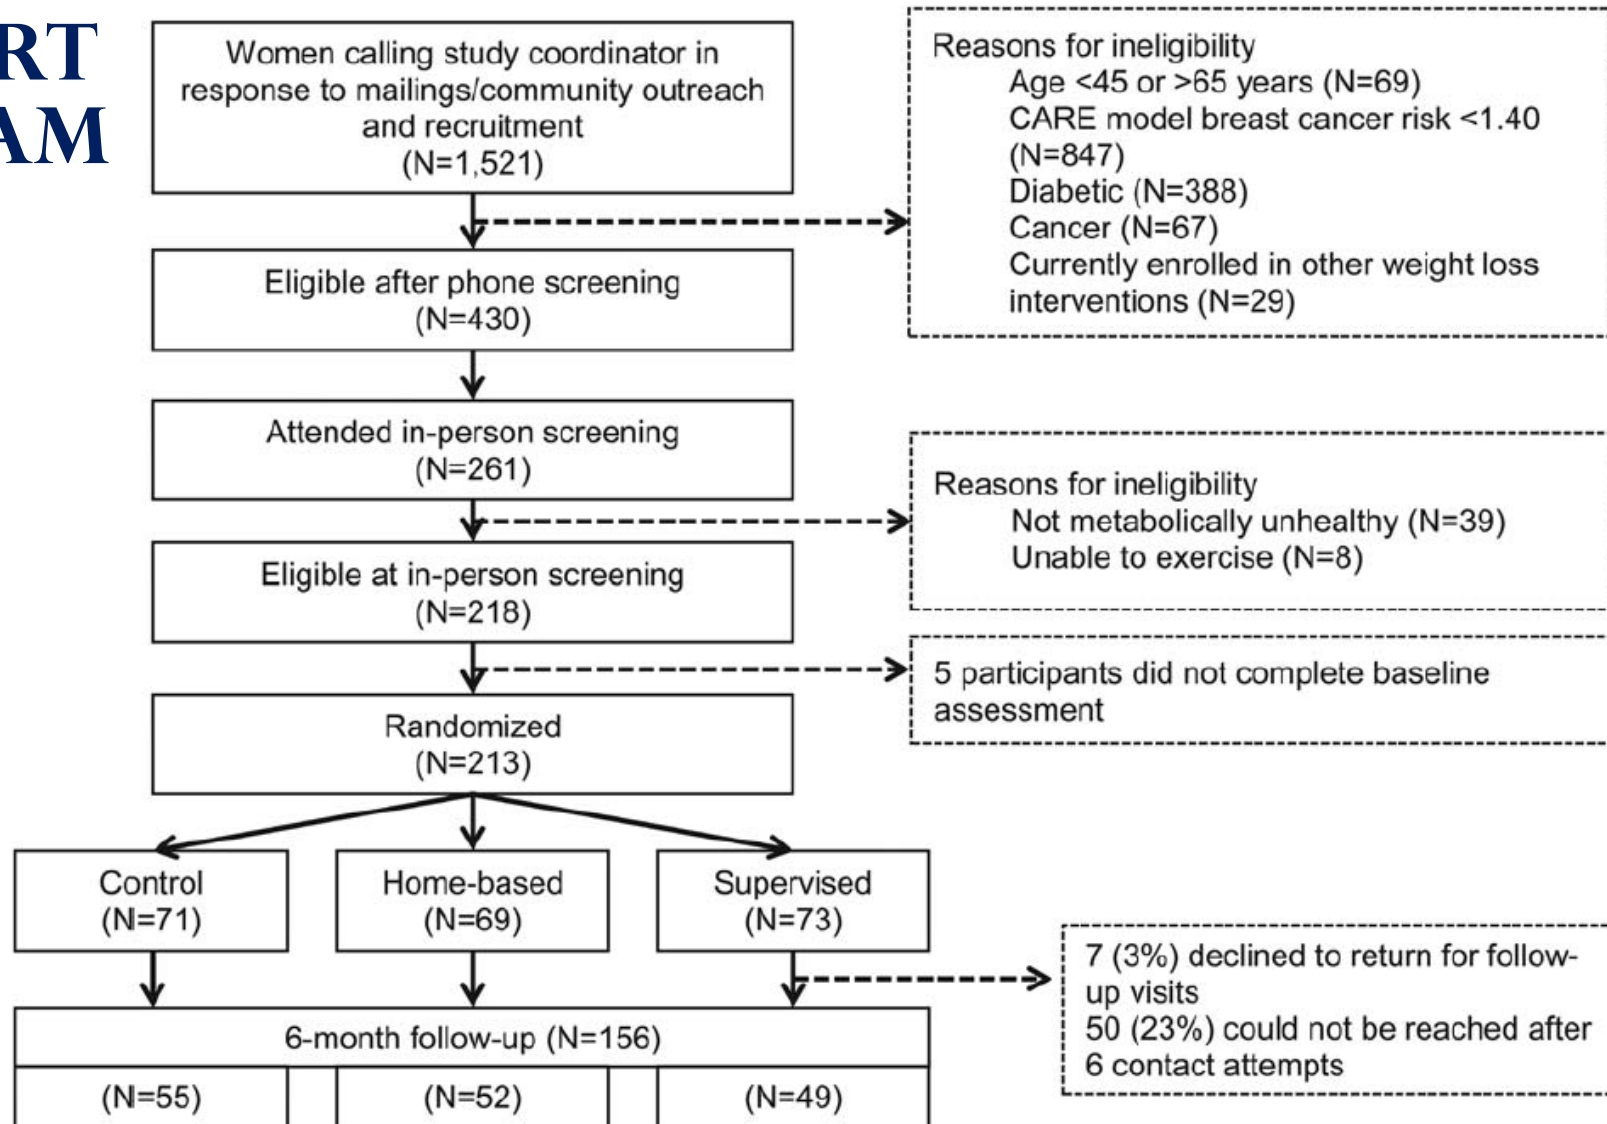 RT
AM
Women calling study coordinator in
response to mailings/community outreach
and recruitment
(N=1,521)
Reasons for ineligibility
Age <45 or >65 years (N=69)
CARE model breast cancer risk <1.40
(N=847)
Diabetic (N=388)
Cancer (N=67)
Currently enrolled in other weight loss
interventions (N=29)
Eligible after phone screening
(N=430)
Attended in-person screening
(N=261)
Reasons for ineligibility
Not metabolically unhealthy (N=39)
Unable to exercise (N=8)
Eligible at in-person screening
(N=218)
5 participants did not complete baseline
assessment
Randomized
(N=213)
Control
(N=71)
Home-based
(N=69)
Supervised
(N=73)
7 (3%) declined to return for follow-
up visits
50 (23%) could not be reached after
6 contact attempts
6-month follow-up (N=156)
(N=55)
(N=52)
(N=49)